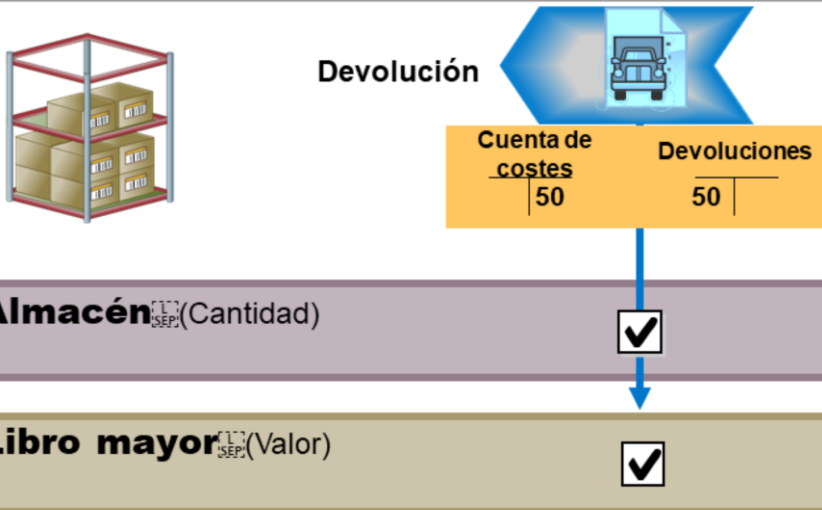 Devolución
Cuenta de
costes
Devoluciones
50
50
Almacén (Cantidad)
Libro mayor (Valor)